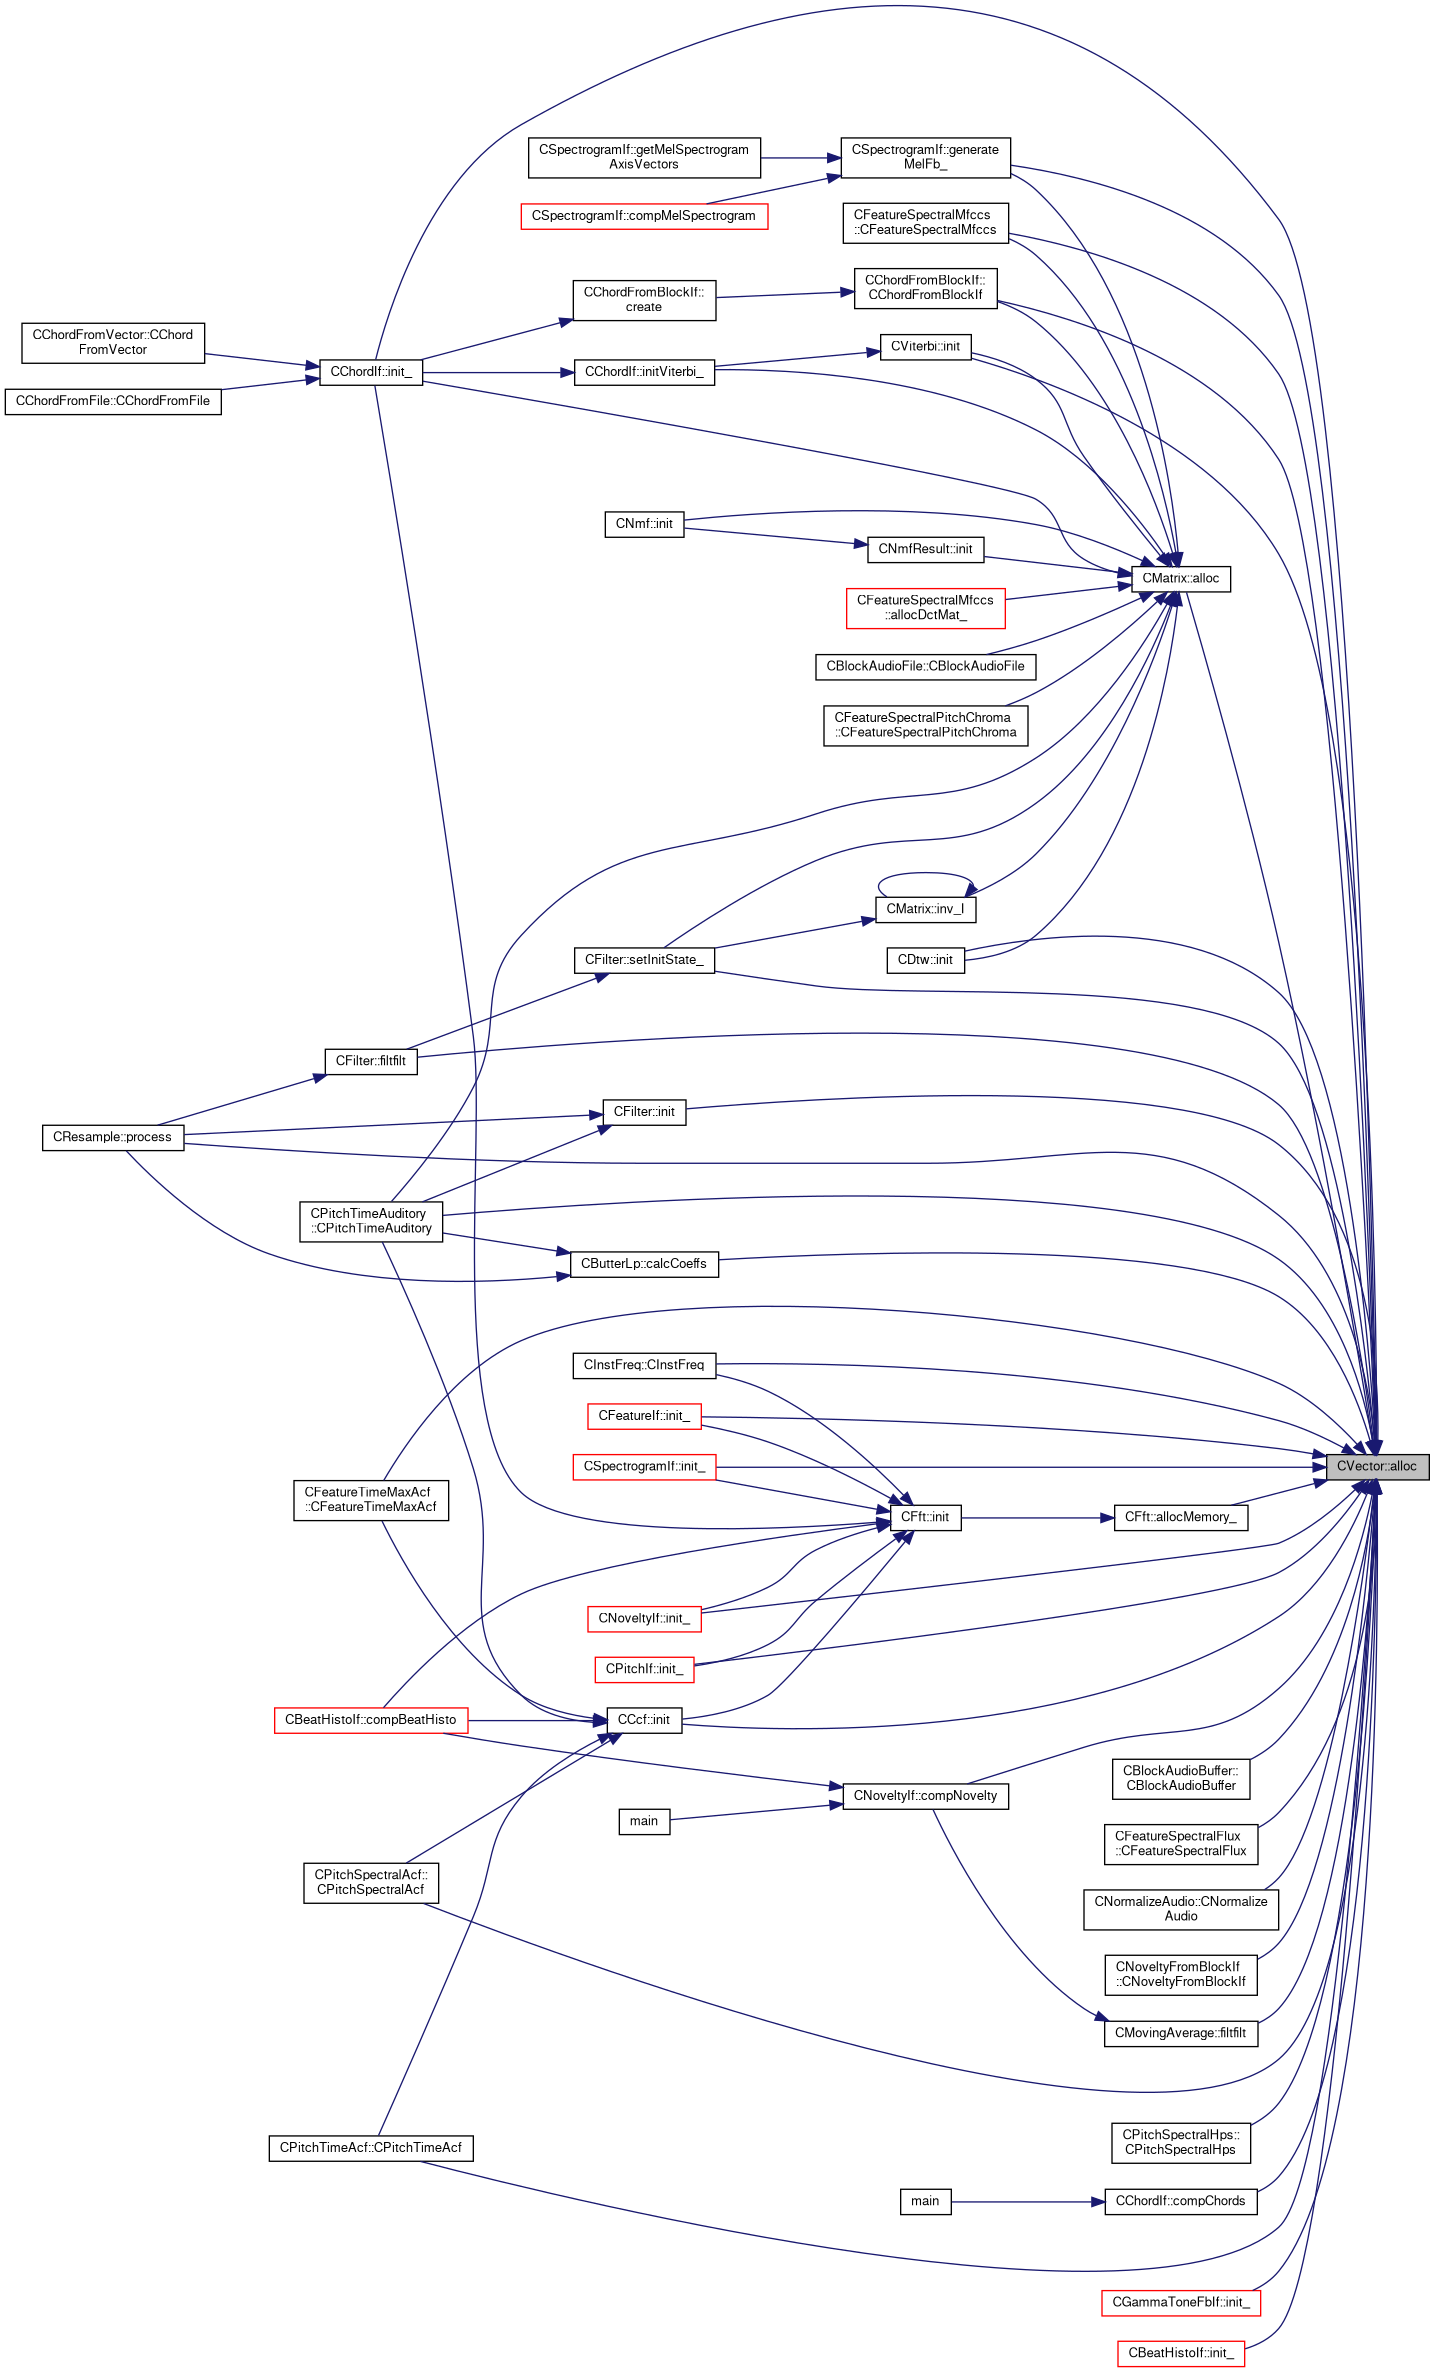 CSpectrogramIf::getMelSpectrogram
AxisVectors
CSpectrogramIf::generate
MelFb_
CSpectrogramIf::compMelSpectrogram
CFeatureSpectralMfccs
::CFeatureSpectralMfccs
CChordFromBlockIf::
create
CChordFromBlockIf::
CChordFromBlockIf
CChordFromVector::CChord
FromVector
CChordIf::init_
CChordIf::initViterbi_
CViterbi::init
CChordFromFile::CChordFromFile
CNmf::init
CNmfResult::init
CMatrix::alloc
CFeatureSpectralMfccs
::allocDctMat_
CBlockAudioFile::CBlockAudioFile
CFeatureSpectralPitchChroma
::CFeatureSpectralPitchChroma
CMatrix::inv_I
CFilter::setInitState_
CDtw::init
CFilter::filtfilt
CFilter::init
CResample::process
CPitchTimeAuditory
::CPitchTimeAuditory
CButterLp::calcCoeffs
CInstFreq::CInstFreq
CFeatureIf::init_
CSpectrogramIf::init_
CVector::alloc
CFeatureTimeMaxAcf
::CFeatureTimeMaxAcf
CFft::init
CFft::allocMemory_
CNoveltyIf::init_
CPitchIf::init_
CBeatHistoIf::compBeatHisto
CCcf::init
CBlockAudioBuffer::
CBlockAudioBuffer
CNoveltyIf::compNovelty
main
CFeatureSpectralFlux
::CFeatureSpectralFlux
CPitchSpectralAcf::
CPitchSpectralAcf
CNormalizeAudio::CNormalize
Audio
CNoveltyFromBlockIf
::CNoveltyFromBlockIf
CMovingAverage::filtfilt
CPitchTimeAcf::CPitchTimeAcf
CPitchSpectralHps::
CPitchSpectralHps
main
CChordIf::compChords
CGammaToneFbIf::init_
CBeatHistoIf::init_